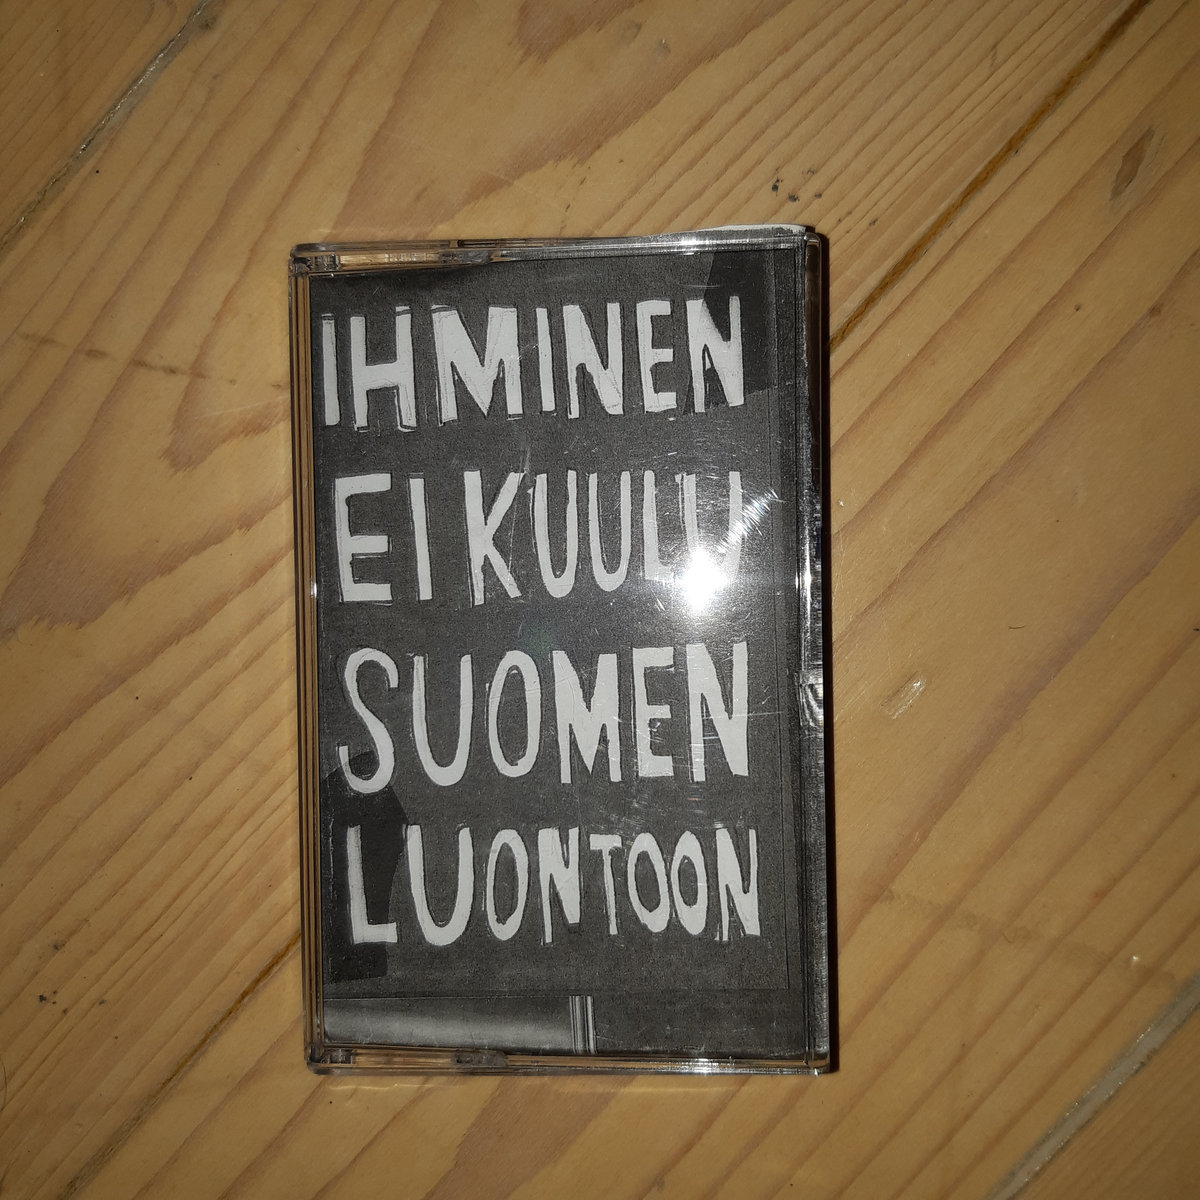 IHMINEN
EI KUULU
SUOMEN
LUONTOON